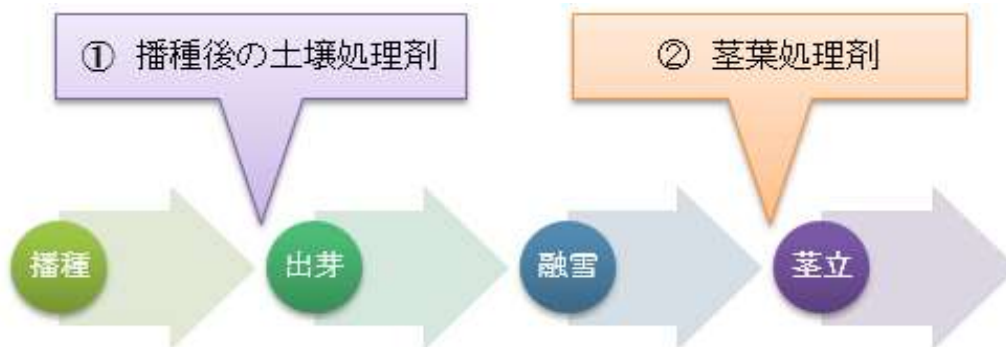 ① 播種後の土壌処理剤
② 茎葉処理剤
播種
出芽
融雪
茎立